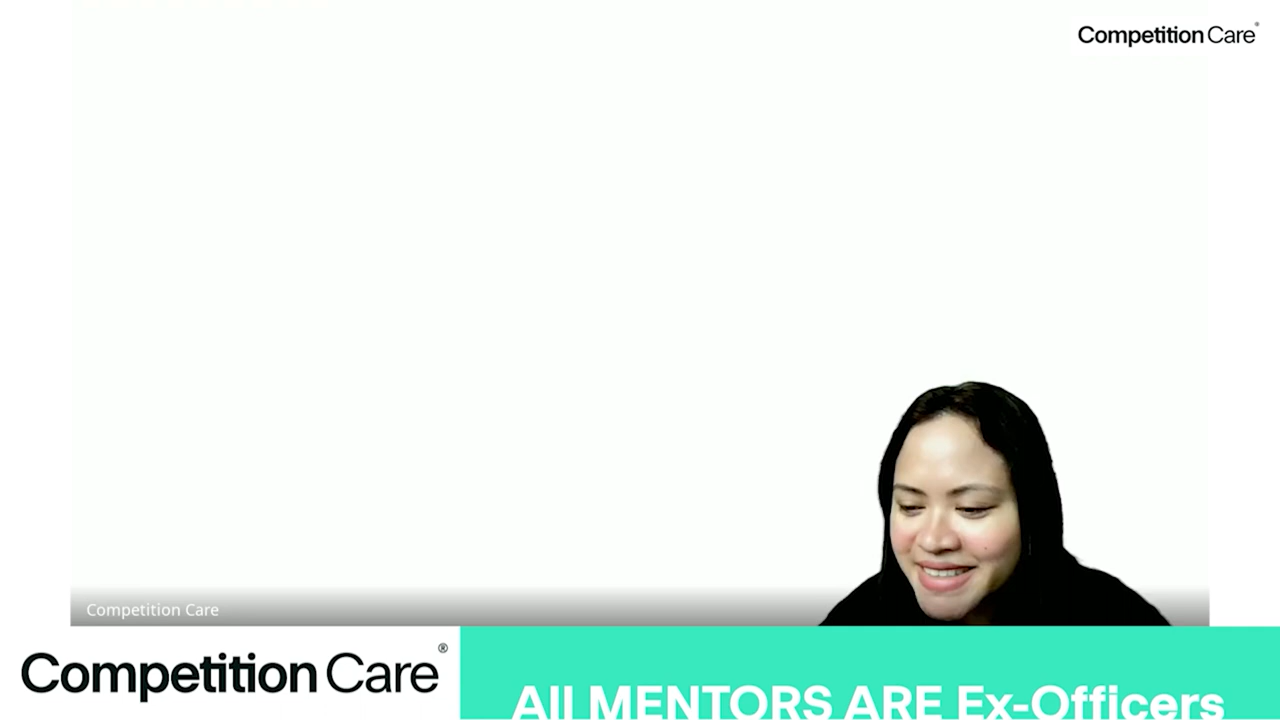 Competition Care®
Competition Care
Competition Care®
All MENTORS ARE Ex-Officers